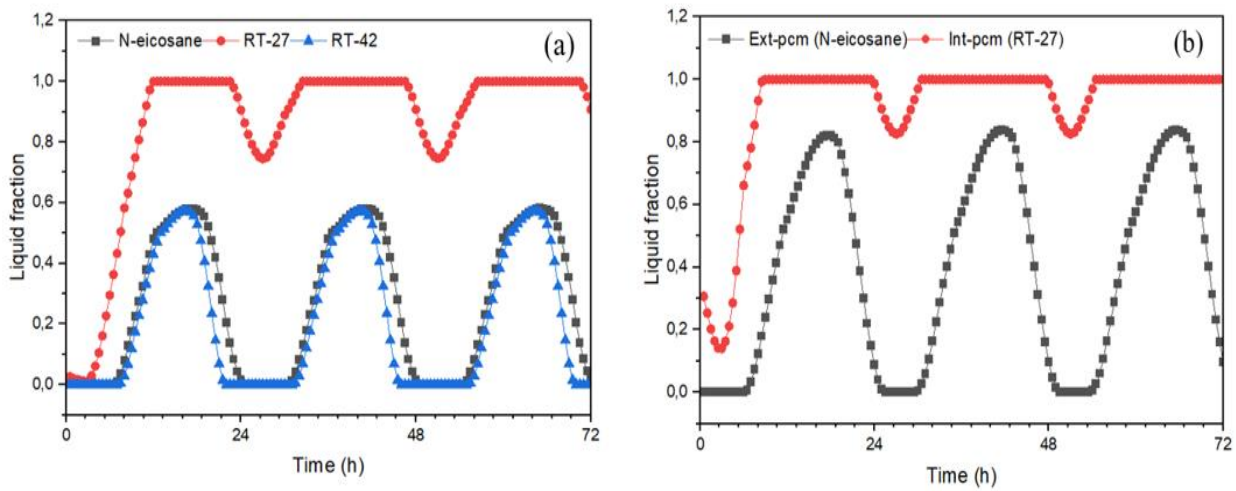 N-eicosane RT-27 RT-42
(a)
Liquid fraction
1,2
1,0
0,8
0,6
0,4
0,2
0,0
0 24 48 72
Time (h)
Ext-pcm (N-eicosane) Int-pcm (RT-27)
(b)
Liquid fraction
1,2
1,0
0,8
0,6
0,4
0,2
0,0
0 24 48 72
Time (h)